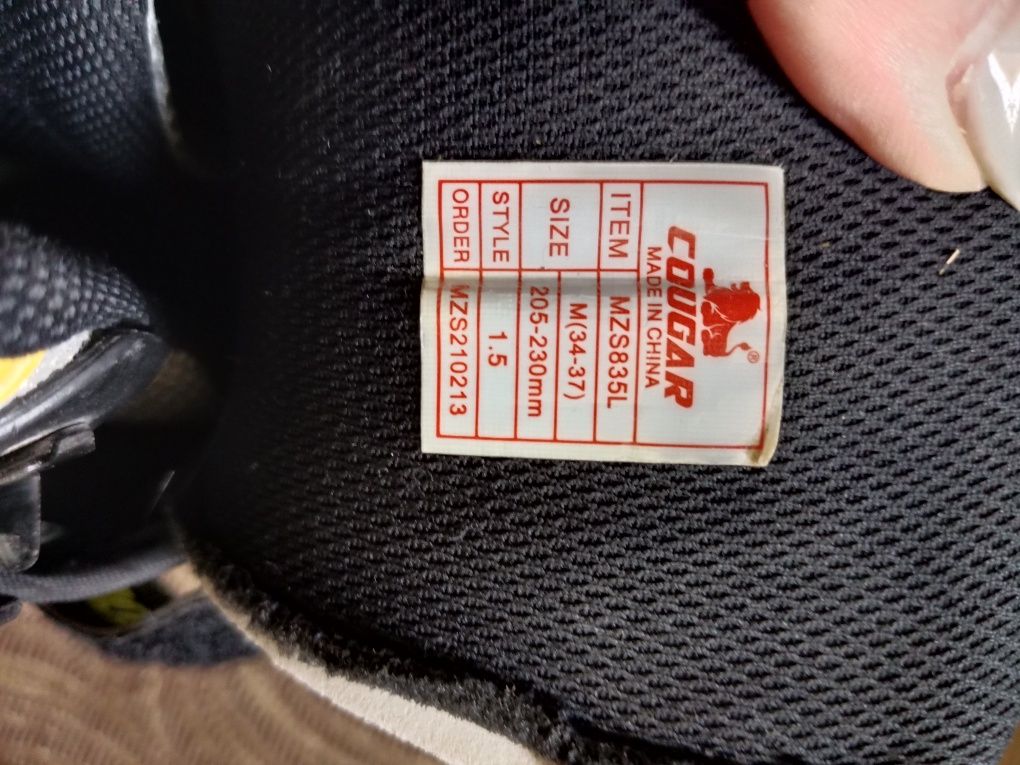 COUGAR ®
MADE IN CHINA
ITEM MZS835L
SIZE M(34-37)
205-230mm
STYLE 1.5
ORDER MZS210213